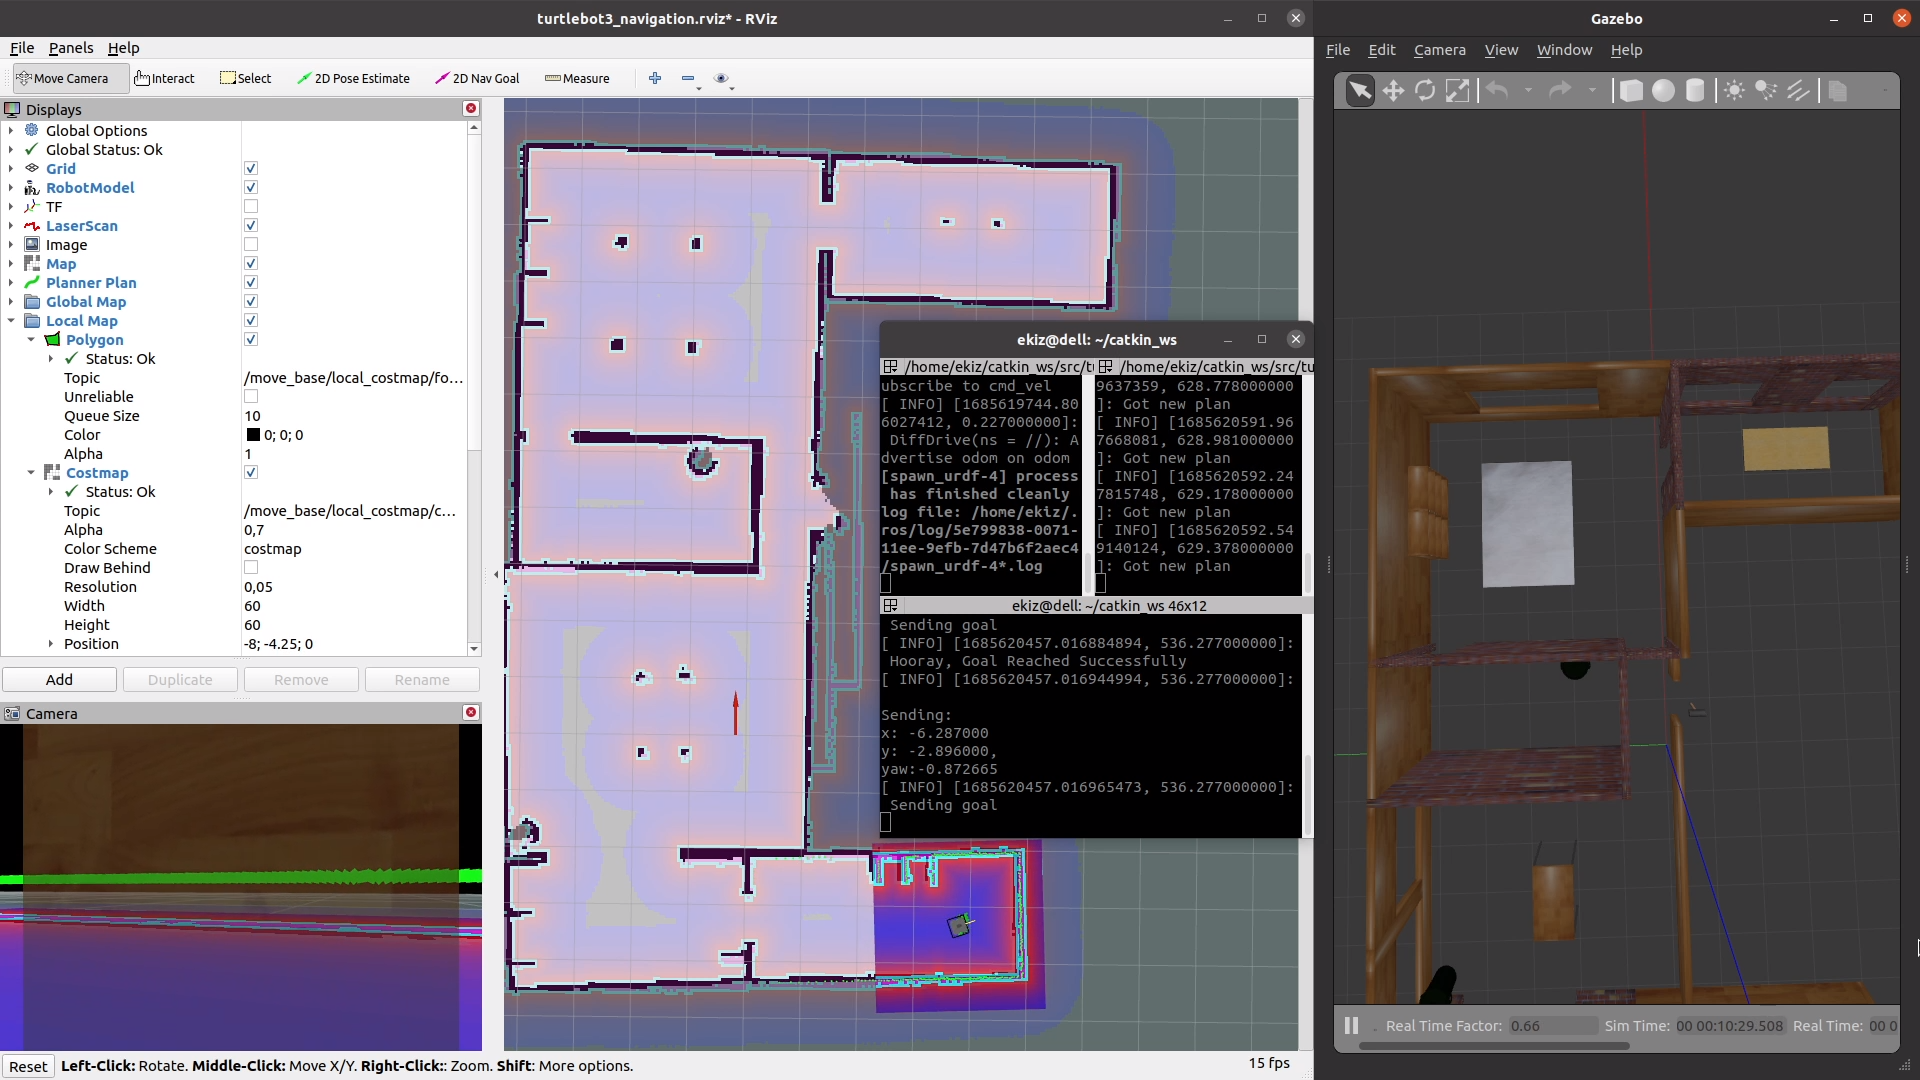 turtlebot3_navigation.rviz* - RViz
File Panels Help
Move Camera Interact Select 2D Pose Estimate 2D Nav Goal Measure
Displays
Global Options
Global Status: Ok
Grid
RobotModel
TF
LaserScan
Image
Map
Planner Plan
Global Map
Local Map
Polygon
Status: Ok
Topic /move_base/local_costmap/fo...
Unreliable
Queue Size 10
Color 0; 0; 0
Alpha 1
Costmap
Status: Ok
Topic /move_base/local_costmap/c...
Alpha 0,7
Color Scheme costmap
Draw Behind
Resolution 0,05
Width 60
Height 60
Position -8; -4.25; 0
Add Duplicate Remove Rename
Camera
Reset Left-Click: Rotate. Middle-Click: Move X/Y. Right-Click:: Zoom. Shift: More options.
15 fps
ekiz@dell: ~/catkin_ws
/home/ekiz/catkin_ws/src/t
ubscribe to cmd_vel
[ INFO] [1685619744.80
6027412, 0.227000000]:
DiffDrive(ns = //): A
dvertise odom on odom
[spawn_urdf-4] process
has finished cleanly
log file: /home/ekiz/.
ros/log/5e799838-0071-
11ee-9efb-7d47b6f2aec4
/spawn_urdf-4*.log
/home/ekiz/catkin_ws/src/tu
9637359, 628.778000000
]: Got new plan
[ INFO] [1685620591.96
7668081, 628.981000000
]: Got new plan
[ INFO] [1685620592.24
7815748, 629.178000000
]: Got new plan
[ INFO] [1685620592.54
9140124, 629.378000000
]: Got new plan
ekiz@dell: ~/catkin_ws 46x12
Sending goal
[ INFO] [1685620457.016884894, 536.277000000]:
Hooray, Goal Reached Successfully
[ INFO] [1685620457.016944994, 536.277000000]:
Sending:
x: -6.287000
y: -2.896000,
yaw:-0.872665
[ INFO] [1685620457.016965473, 536.277000000]:
Sending goal
Gazebo
File Edit Camera View Window Help
Real Time Factor: 0.66 Sim Time: 00 00:10:29.508 Real Time: 00 0